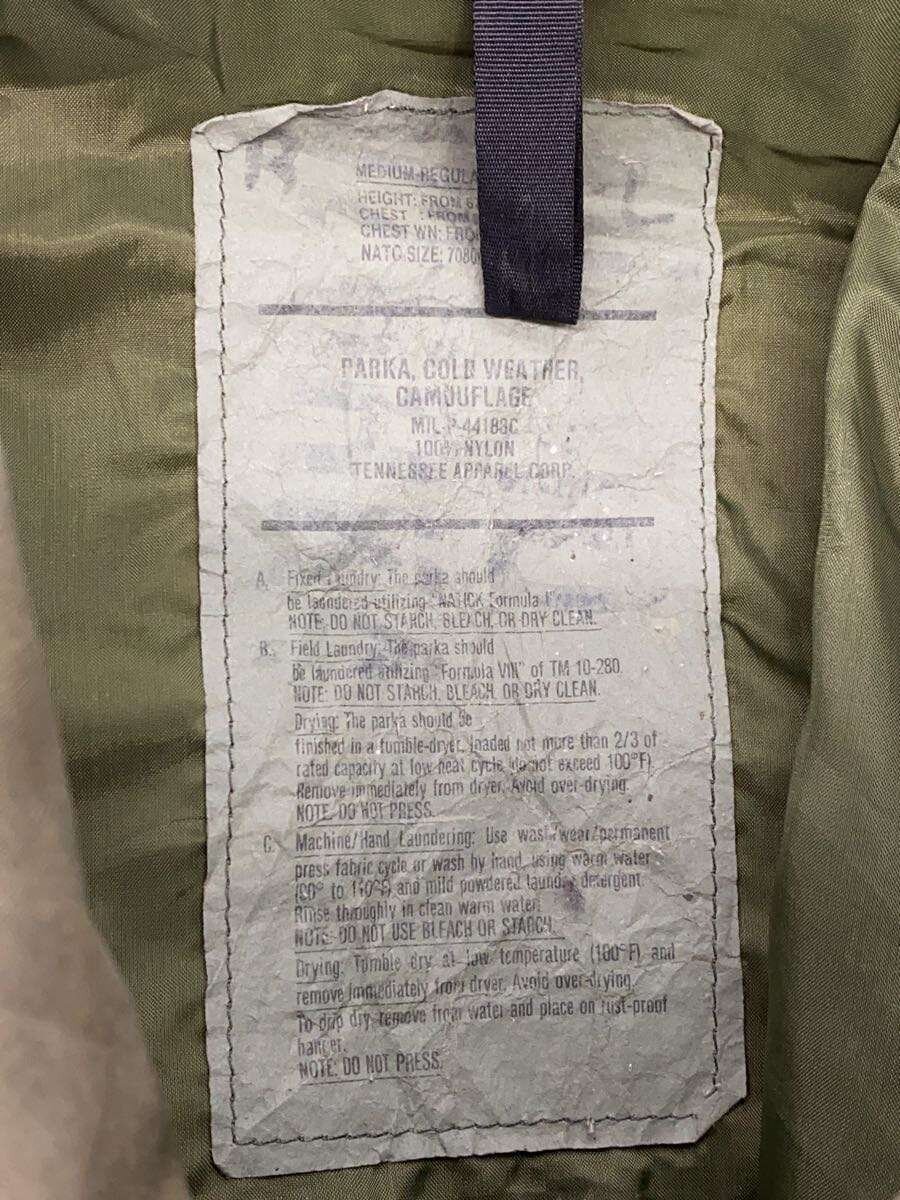 R
MEDIUM-REGULA
HEIGHT: FROM 6
CHEST : FROM
CHEST WN: FRO
NATO SIZE: 7080
PARKA, COLD WEATHER,
CAMOUFLAGE
MIL-P-44188C
100% NYLON
TENNESSEE APPAREL CORP.
A. Fixed Laundry: The parka should
be laundered utilizing "NATICK Formula I"
NOTE: DO NOT STARCH, BLEACH, OR DRY CLEAN.
B. Field Laundry: The parka should
be laundered utilizing "Formula VIII" of TM 10-280.
NOTE: DO NOT STARCH, BLEACH, OR DRY CLEAN.
Drying: The parka should be
finished in a tumble-dryer, loaded not more than 2/3 of
rated capacity at low heat cycle (do not exceed 100°F).
Remove immediately from dryer. Avoid over-drying.
NOTE: DO NOT PRESS.
C. Machine/Hand Laundering: Use wash/wear/permanent
press fabric cycle or wash by hand, using warm water
(90° to 110°F) and mild powdered laundry detergent.
Rinse throughly in clean warm water.
NOTE: DO NOT USE BLEACH OR STARCH.
Drying: Tumble dry at low temperature (100°F) and
remove immediately from dryer. Avoid over-drying.
To drip dry, remove from water and place on rust-proof
hanger.
NOTE: DO NOT PRESS.